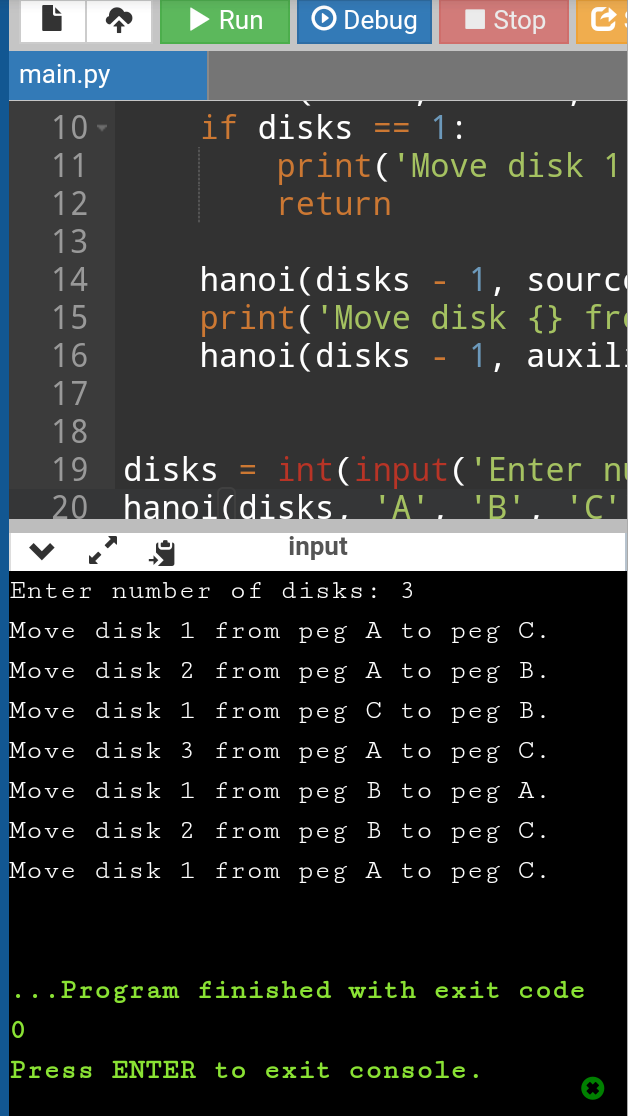 Run Debug Stop
main.py
10 if disks == 1:
11 print('Move disk 1
12 return
13
14 hanoi(disks - 1, sourc
15 print('Move disk {} fr
16 hanoi(disks - 1, auxil
17
18
19 disks = int(input('Enter n
20 hanoi(disks, 'A', 'B', 'C'
input
Enter number of disks: 3
Move disk 1 from peg A to peg C.
Move disk 2 from peg A to peg B.
Move disk 1 from peg C to peg B.
Move disk 3 from peg A to peg C.
Move disk 1 from peg B to peg A.
Move disk 2 from peg B to peg C.
Move disk 1 from peg A to peg C.
...Program finished with exit code
0
Press ENTER to exit console.